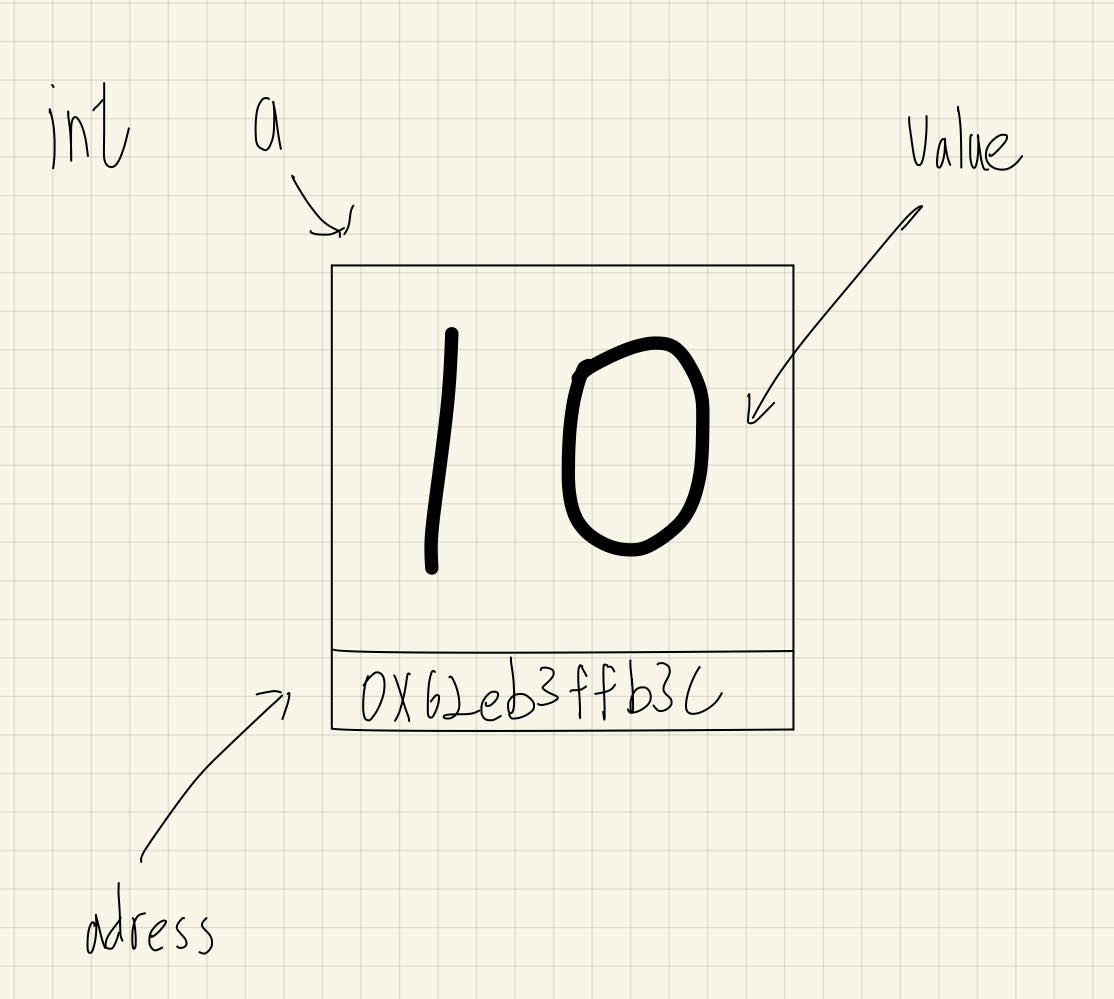 int a
Value
10
0x62eb3ffb3c
adress